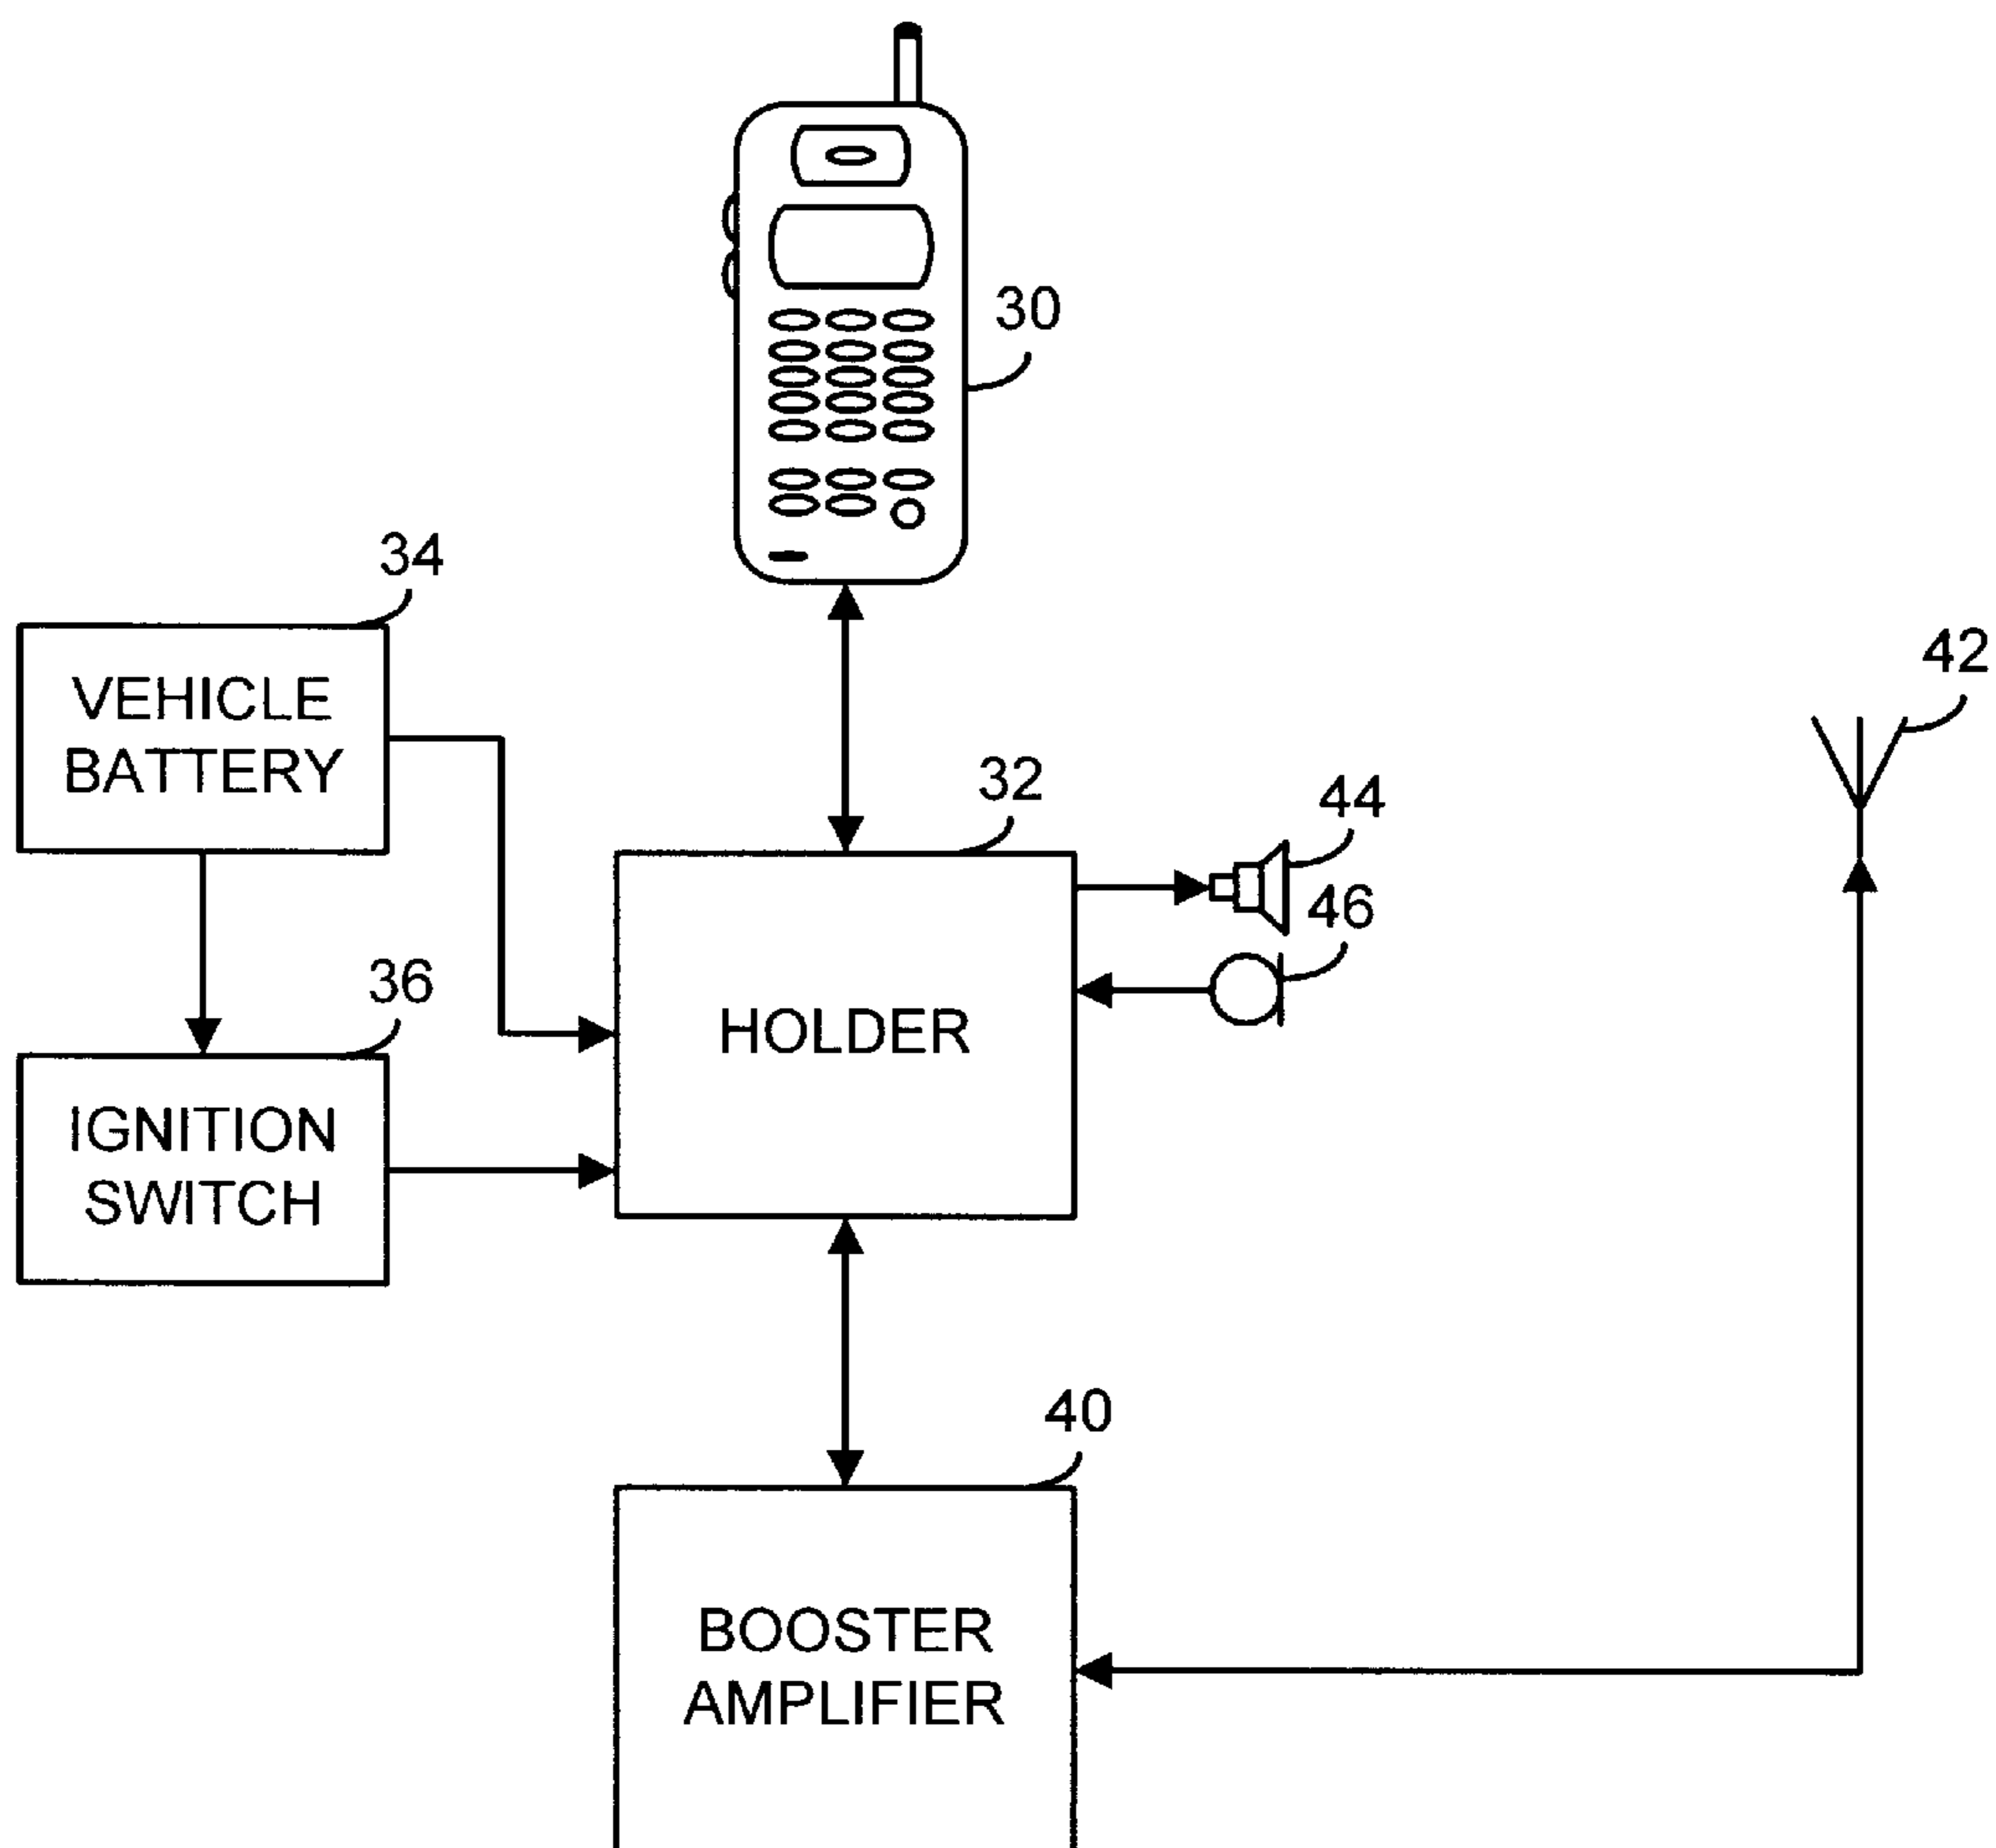 30
34
VEHICLE
BATTERY
42
32
44
46
36
HOLDER
IGNITION
SWITCH
40
BOOSTER
AMPLIFIER